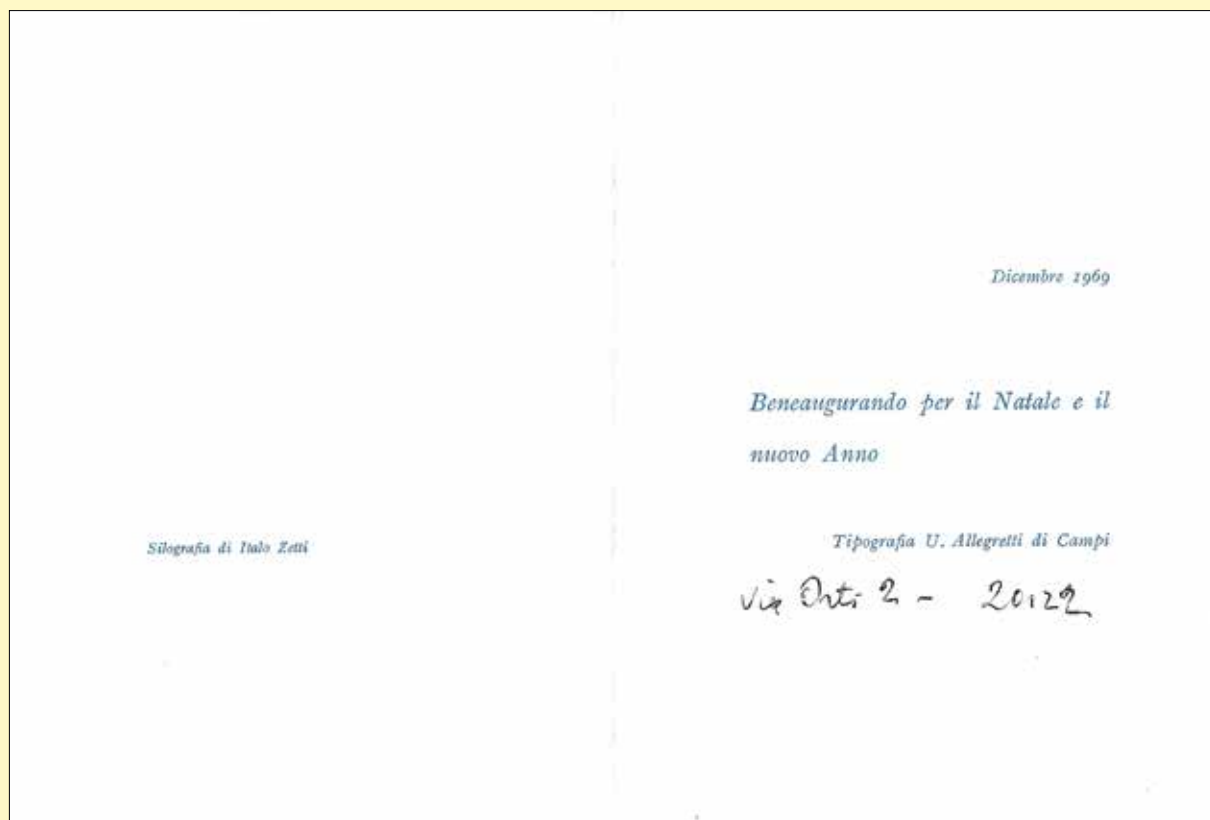 Silografia di Italo Zetti
Dicembre 1969
Beneaugurando per il Natale e il
nuovo Anno
Tipografia U. Allegretti di Campi
Via Orti 2 - 20122